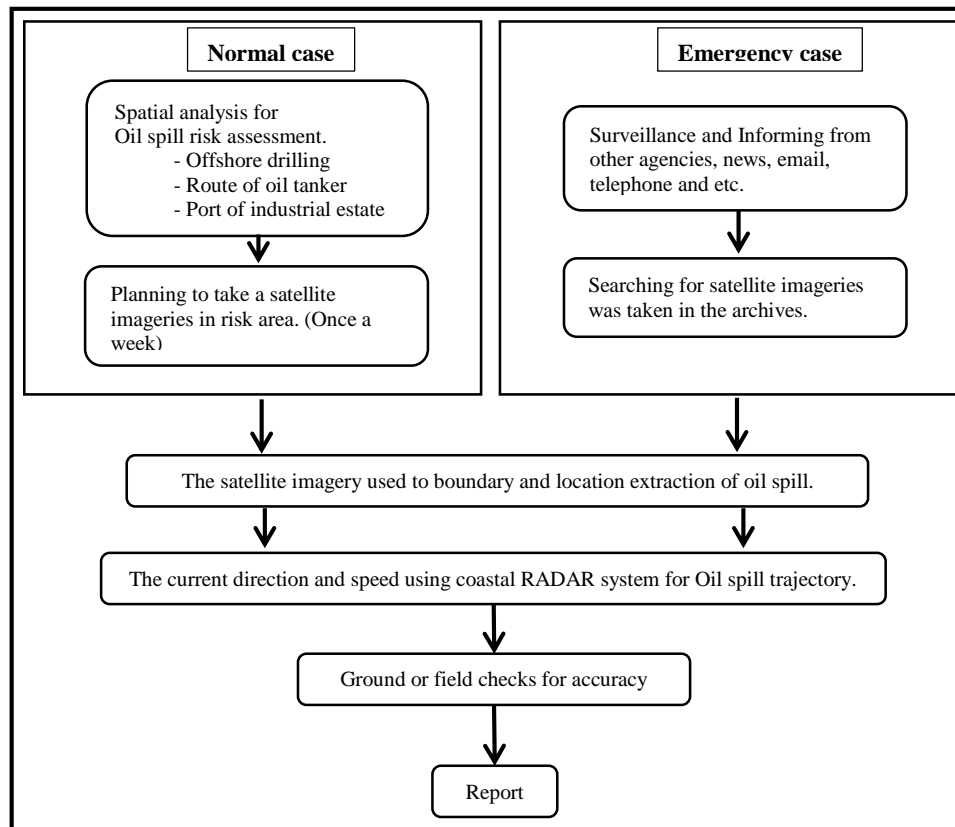 Normal case
Spatial analysis for
Oil spill risk assessment.
- Offshore drilling
- Route of oil tanker
- Port of industrial estate
Planning to take a satellite
imageries in risk area. (Once a
week)
Emergency case
Surveillance and Informing from
other agencies, news, email,
telephone and etc.
Searching for satellite imageries
was taken in the archives.
The satellite imagery used to boundary and location extraction of oil spill.
The current direction and speed using coastal RADAR system for Oil spill trajectory.
Ground or field checks for accuracy
Report